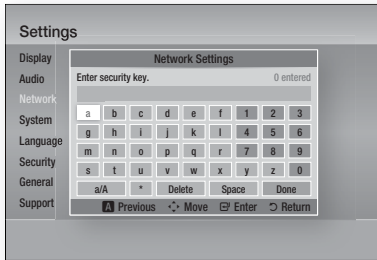 Settings
Display
Audio
Network
System
Language
Security
General
Support
Network Settings
Enter security key. 0 entered
a b c d e f 1 2 3
g h i j k l 4 5 6
m n o p q r 7 8 9
s t u v w x y z 0
a/A * Delete Space Done
A Previous Move Enter Return